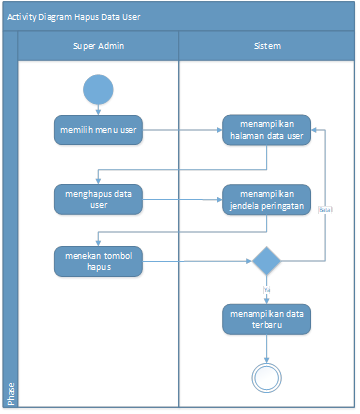 Activity Diagram Hapus Data User
Super Admin
Sistem
memilih menu user
menampilkan
halaman data user
menghapus data
user
menampilkan
jendela peringatan
Batal
menekan tombol
hapus
Ya
menampilkan data
terbaru
Phase